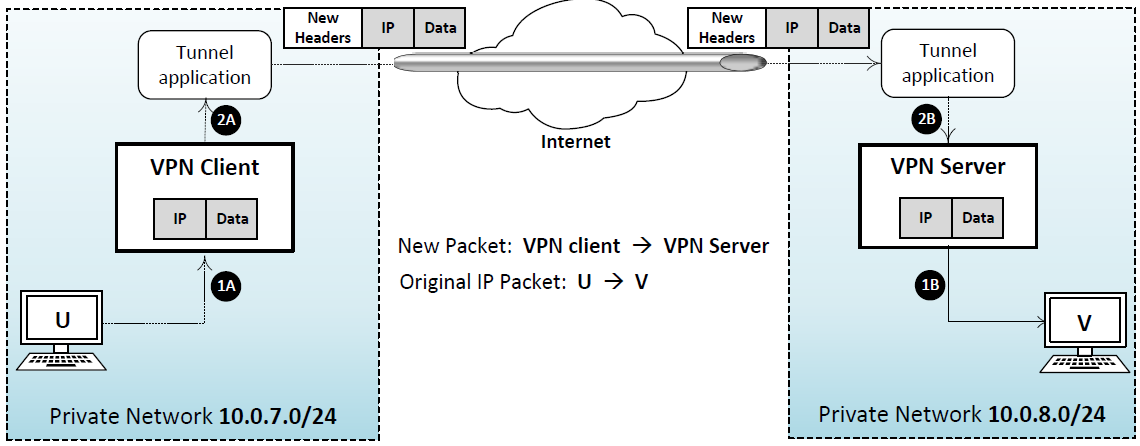 New Headers IP Data
New Headers IP Data
Tunnel application
Tunnel application
Internet
2A
2B
VPN Client
VPN Server
IP Data
IP Data
New Packet: VPN client → VPN Server
Original IP Packet: U → V
1A
1B
U
V
Private Network 10.0.7.0/24
Private Network 10.0.8.0/24